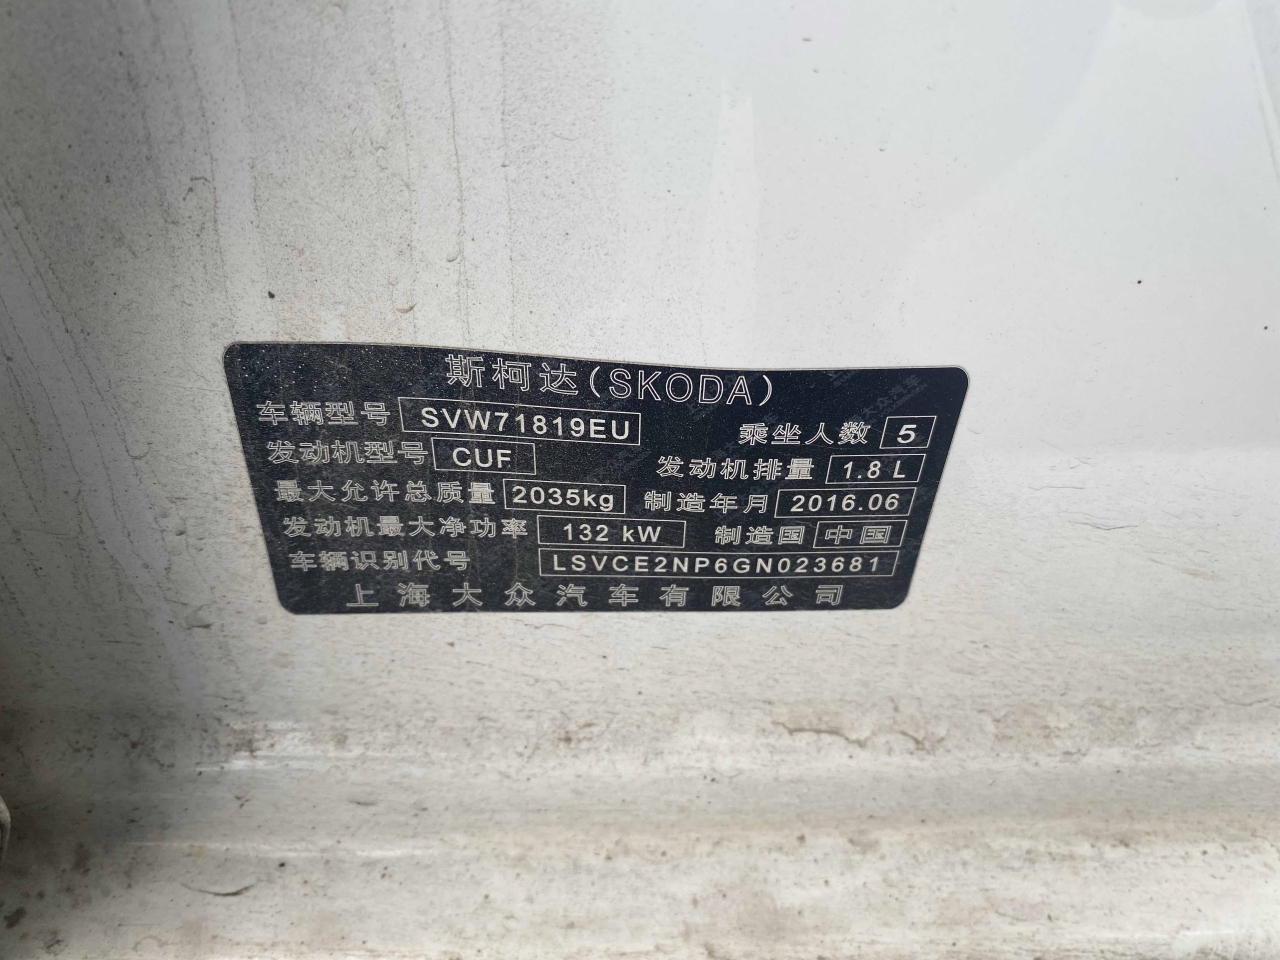 斯柯达(SKODA)
车辆型号 SVW71819EU 乘坐人数 5
发动机型号 CUF 发动机排量 1.8 L
最大允许总质量 2035kg 制造年月 2016.06
发动机最大净功率 132 kW 制造国 中国
车辆识别代号 LSVCE2NP6GN023681
上海大众汽车有限公司